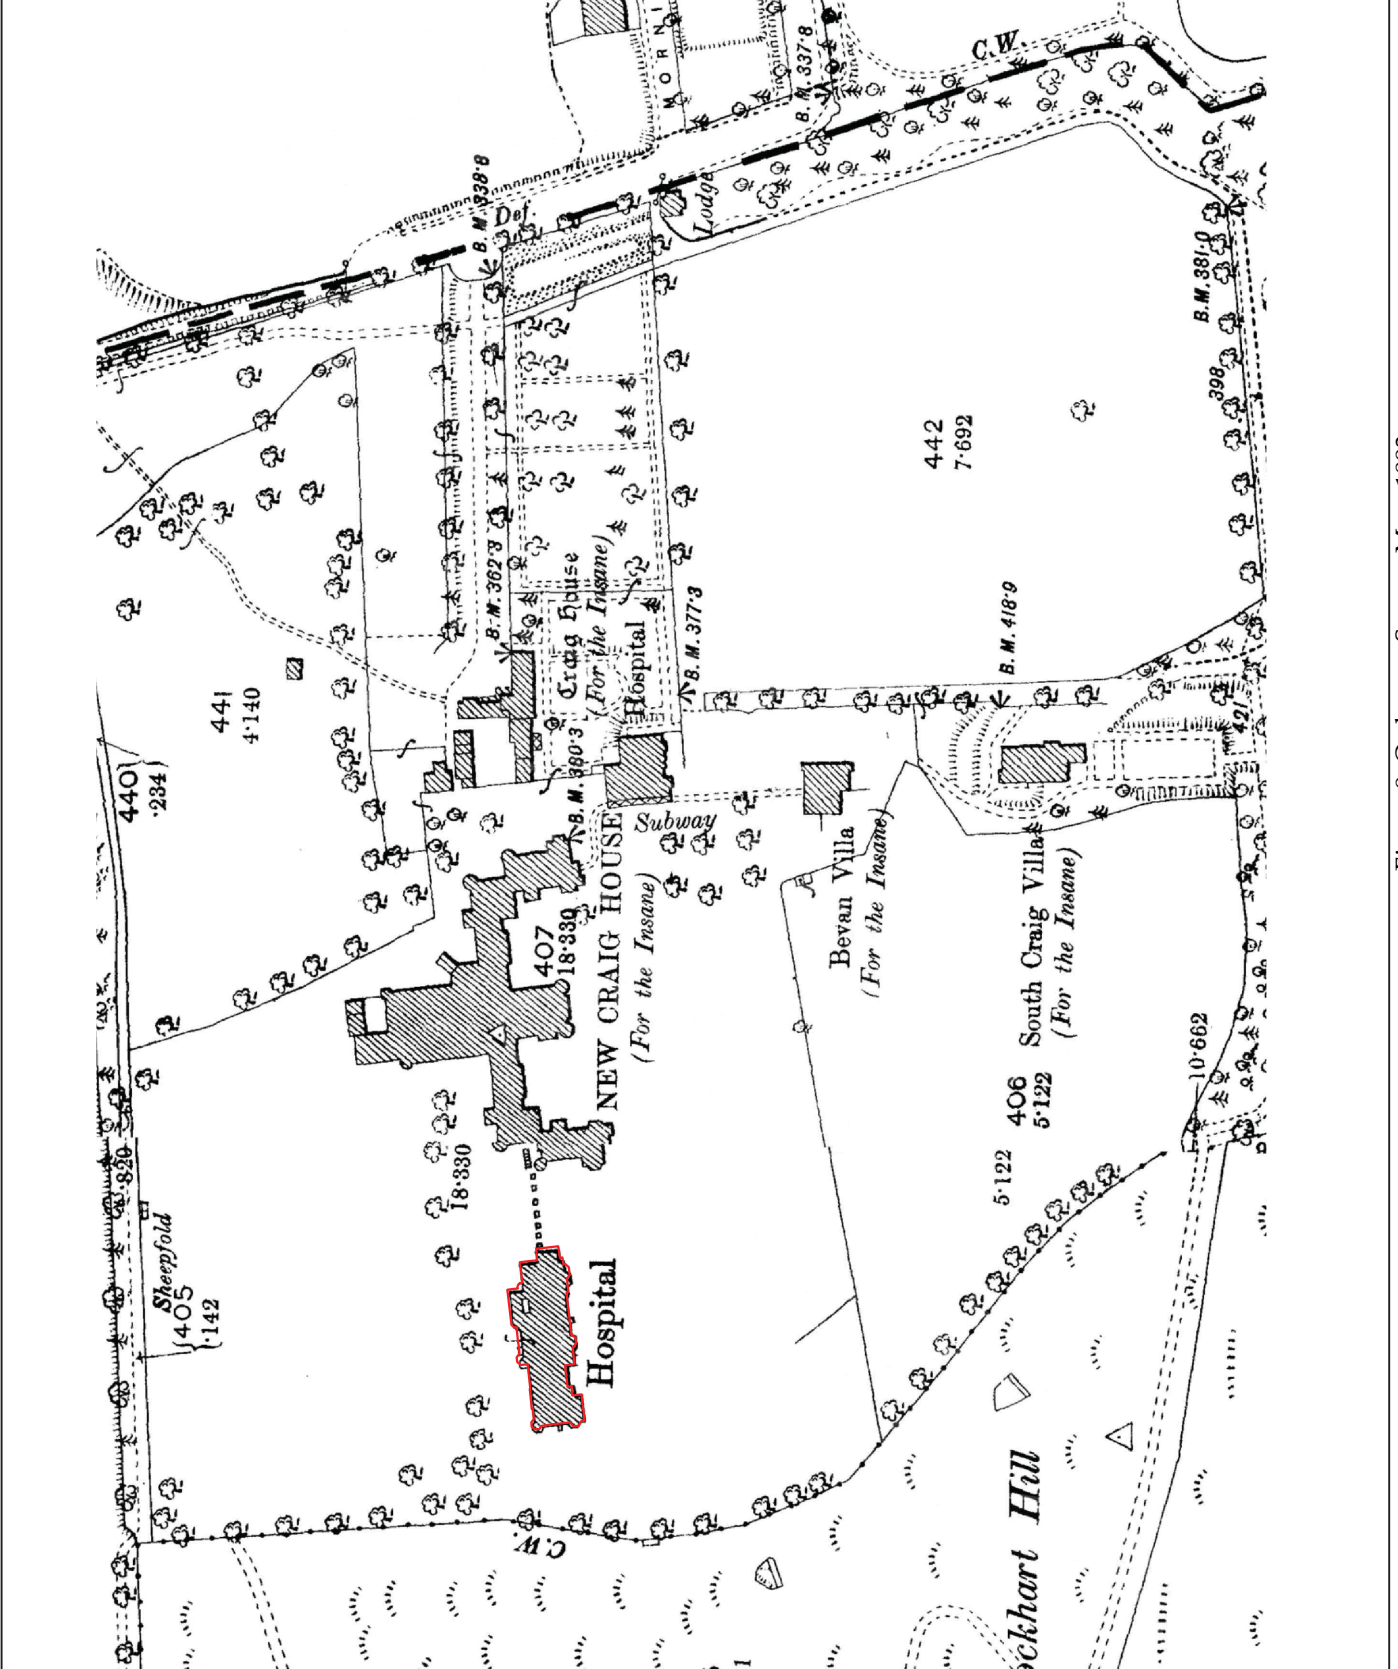 C.W.
MORNI
B.M. 337·8
B.M. 338·8
Def.
Lodge
B.M. 381·0
398
442
7·692
B.M. 362·3
Craig House
(For the Insane)
Hospital
B.M. 377·3
B.M. 418·9
441
4·140
440
·234
B.M. 380·3
Subway
421
NEW CRAIG HOUSE
(For the Insane)
407
18·330
Bevan Villa
(For the Insane)
South Craig Villa
(For the Insane)
406
5·122
5·122
10·662
18·330
·820
Sheepfold
405
·142
Hospital
C.W.
ockhart Hill
1